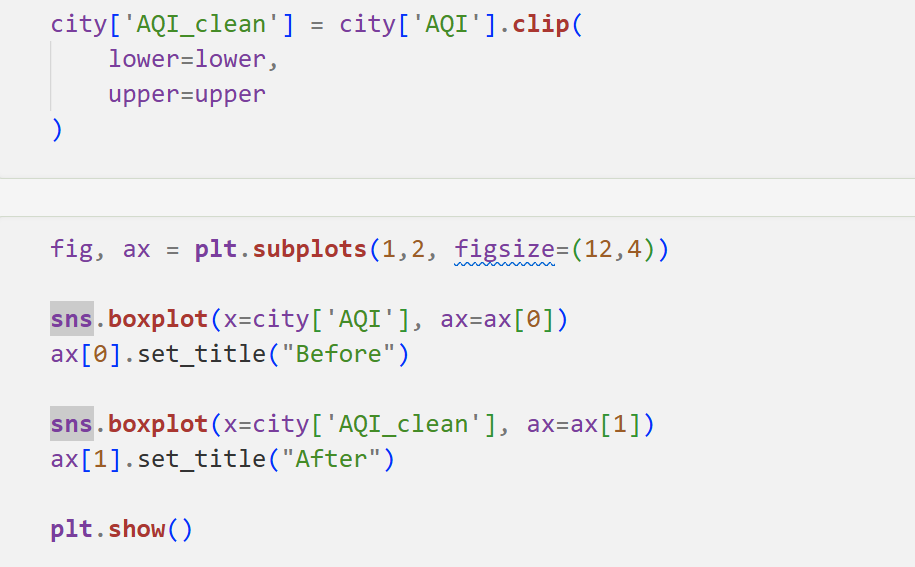 city['AQI_clean'] = city['AQI'].clip(
    lower=lower,
    upper=upper
)
fig, ax = plt.subplots(1,2, figsize=(12,4))
sns.boxplot(x=city['AQI'], ax=ax[0])
ax[0].set_title("Before")
sns.boxplot(x=city['AQI_clean'], ax=ax[1])
ax[1].set_title("After")
plt.show()